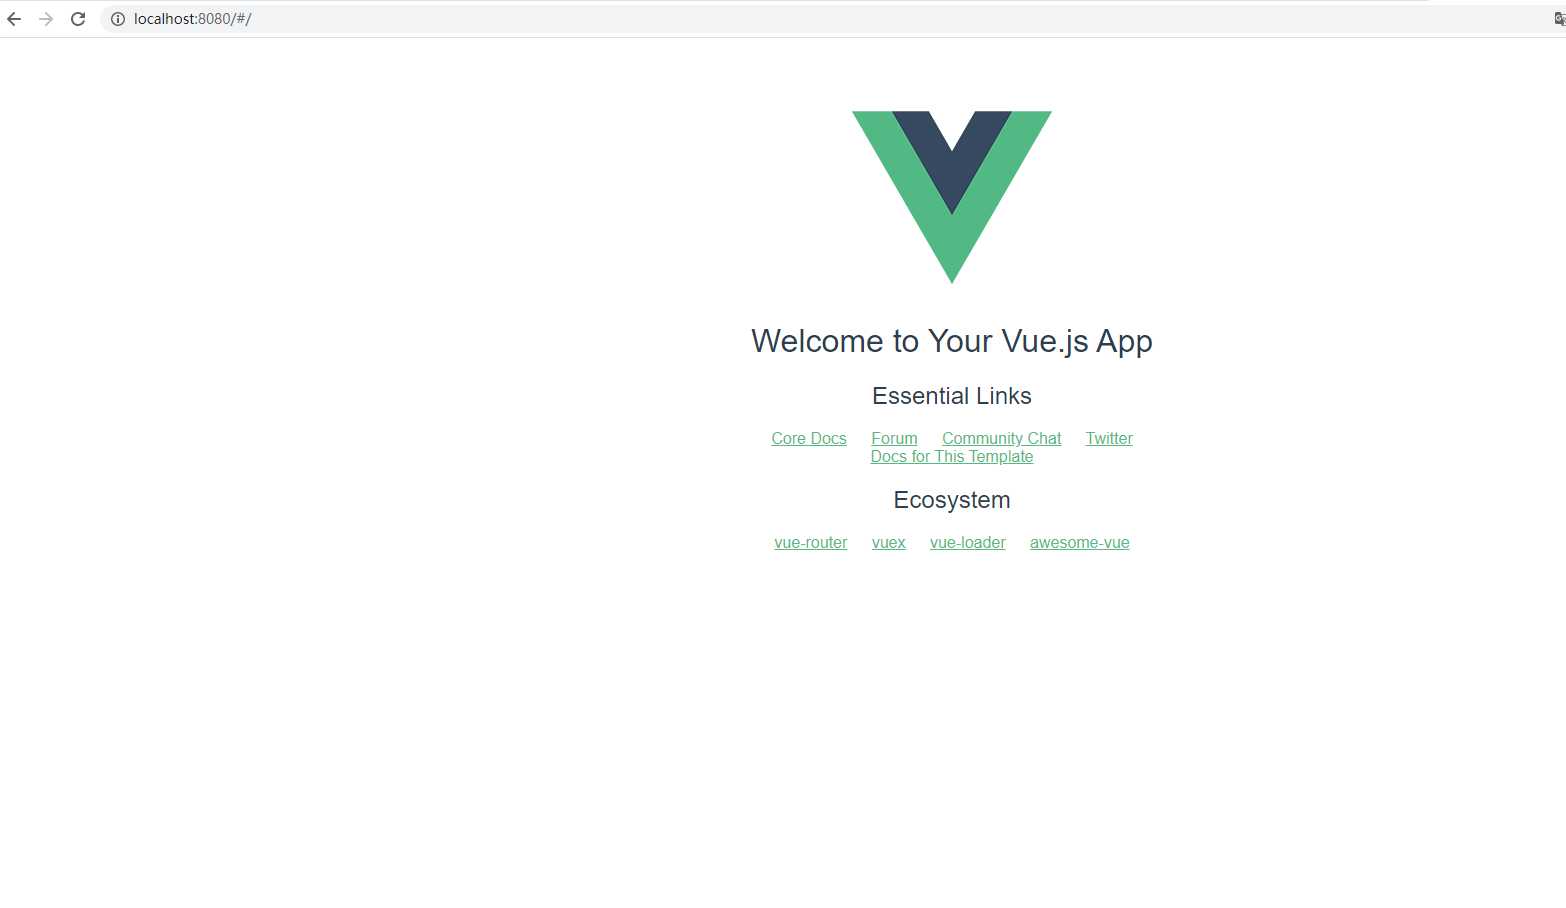 localhost:8080/#/
Welcome to Your Vue.js App
Essential Links
Core Docs Forum Community Chat Twitter
Docs for This Template
Ecosystem
vue-router vuex vue-loader awesome-vue